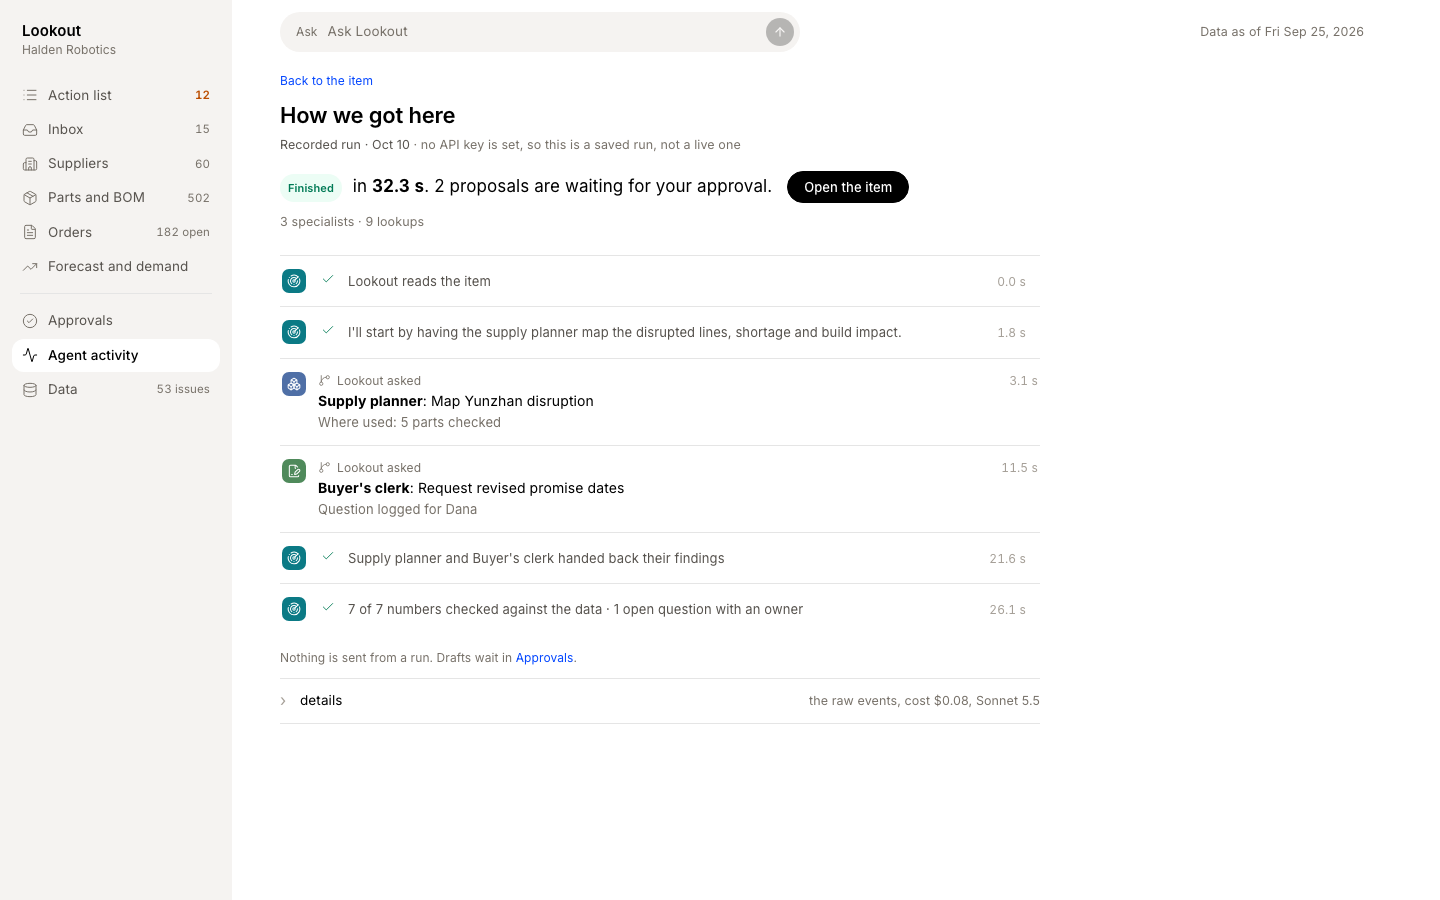 Lookout
Halden Robotics
Action list 12
Inbox 15
Suppliers 60
Parts and BOM 502
Orders 182 open
Forecast and demand
Approvals
Agent activity
Data 53 issues
Ask Ask Lookout
Data as of Fri Sep 25, 2026
Back to the item
How we got here
Recorded run · Oct 10 · no API key is set, so this is a saved run, not a live one
Finished in 32.3 s. 2 proposals are waiting for your approval. Open the item
3 specialists · 9 lookups
Lookout reads the item 0.0 s
I'll start by having the supply planner map the disrupted lines, shortage and build impact. 1.8 s
Lookout asked 3.1 s
Supply planner: Map Yunzhan disruption
Where used: 5 parts checked
Lookout asked 11.5 s
Buyer's clerk: Request revised promise dates
Question logged for Dana
Supply planner and Buyer's clerk handed back their findings 21.6 s
7 of 7 numbers checked against the data · 1 open question with an owner 26.1 s
Nothing is sent from a run. Drafts wait in Approvals.
details the raw events, cost $0.08, Sonnet 5.5